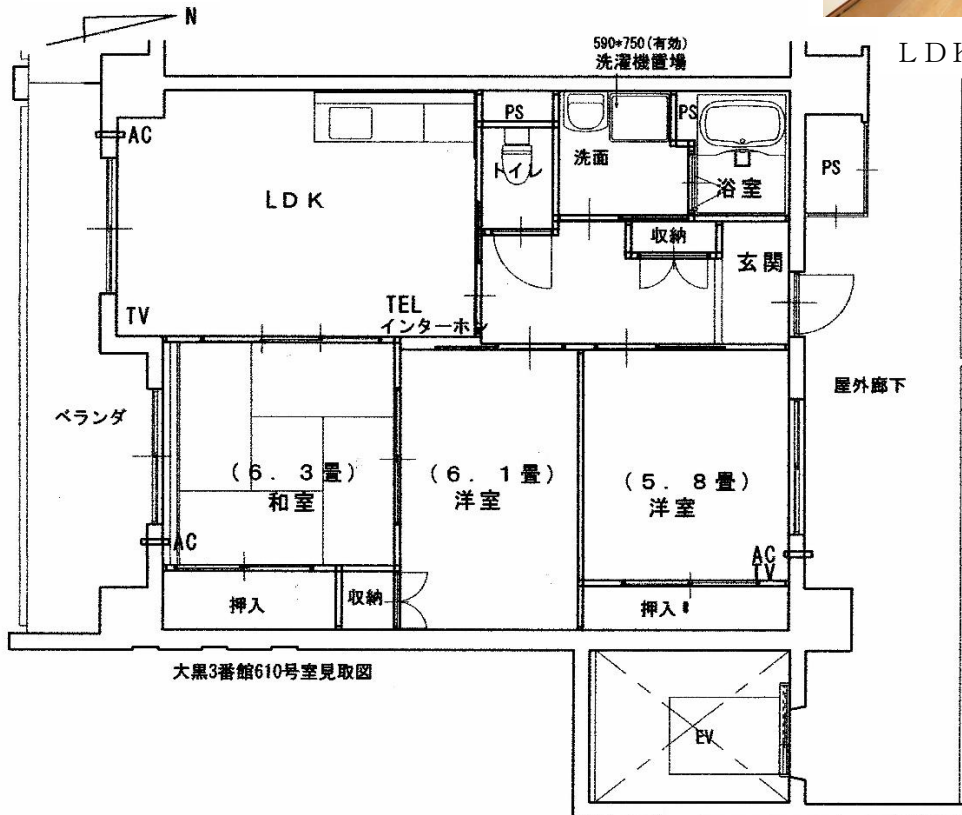 N
LDK
590*750(有効)
洗濯機置場
AC
PS
PS
PS
トイレ
洗面
浴室
LDK
収納
玄関
TV
TEL
インターホン
ベランダ
屋外廊下
(6.3畳)
和室
(6.1畳)
洋室
(5.8畳)
洋室
AC
AC
TV
押入
収納
押入
大黒3番館610号室見取図
EV